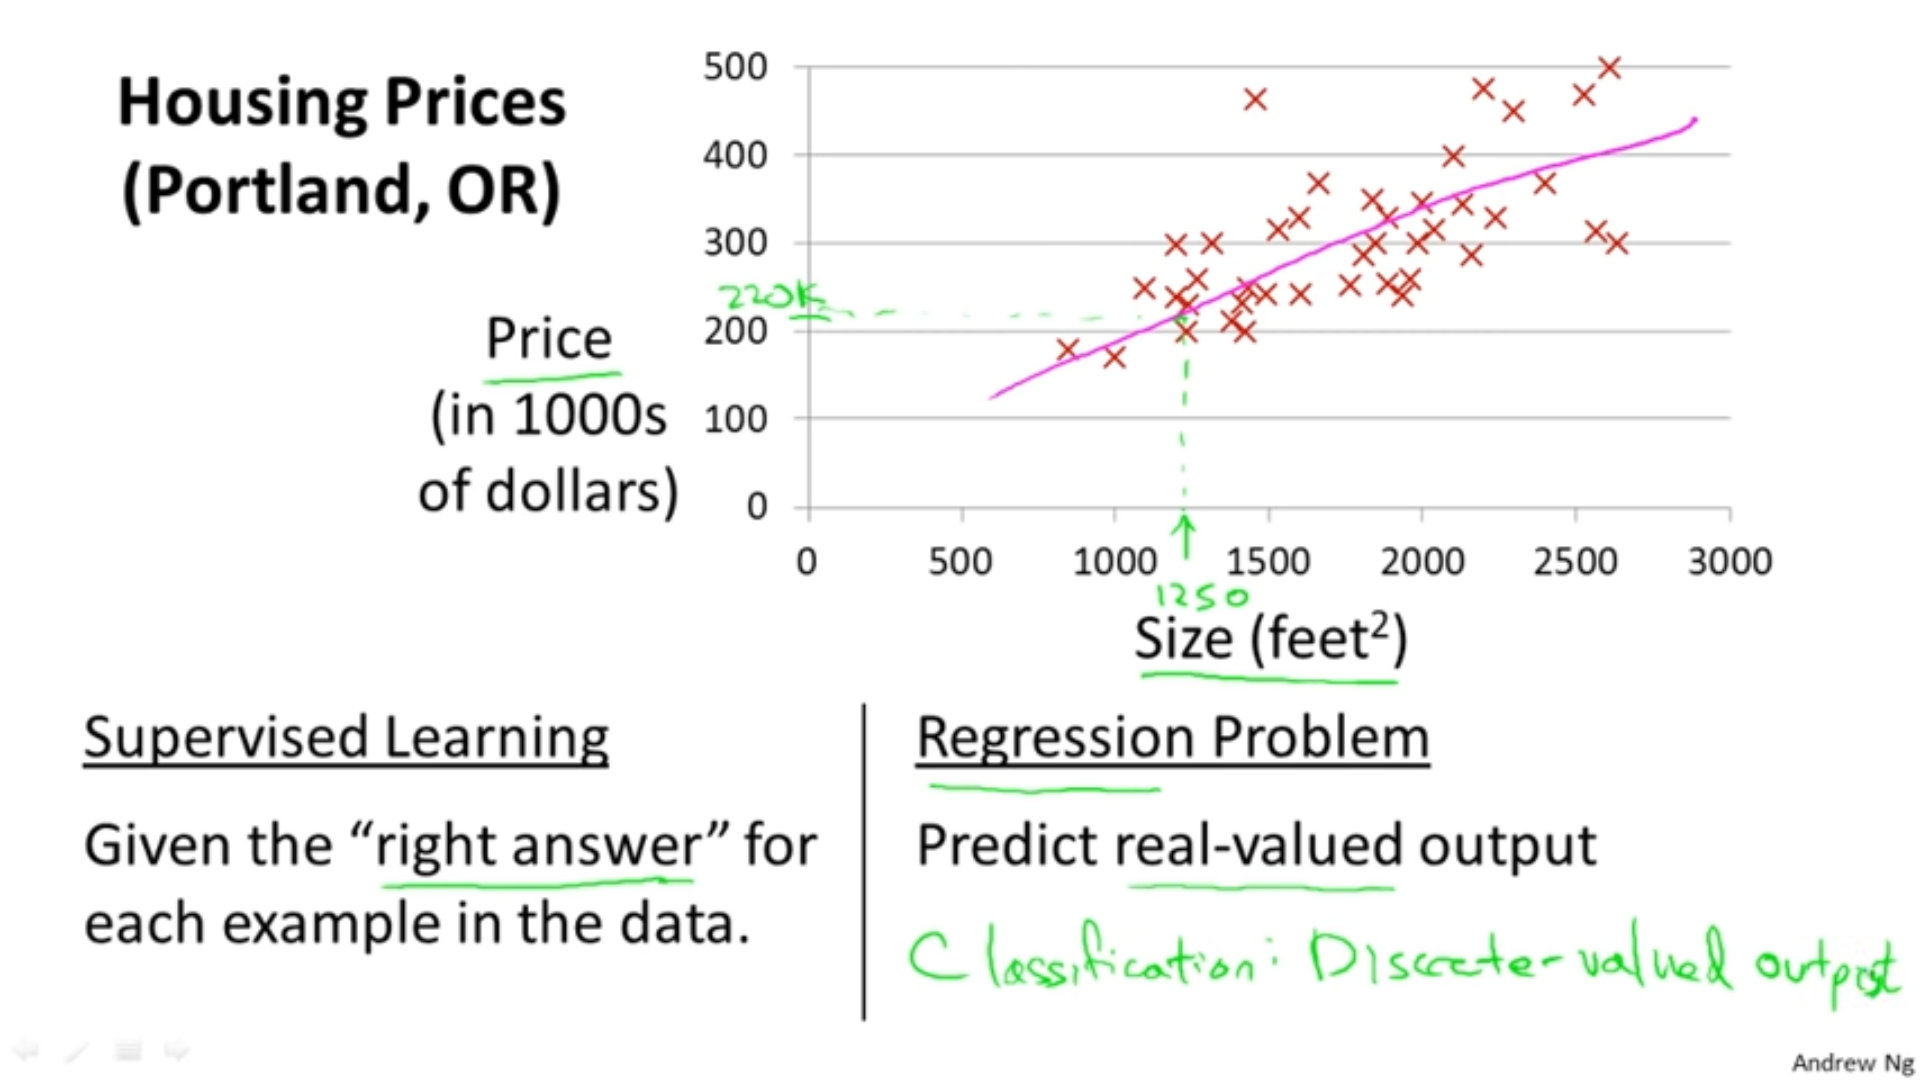 Housing Prices
(Portland, OR)
500
400
300
220K
200
100
0
Price
(in 1000s
of dollars)
0 500 1000 1500 2000 2500 3000
1250
Size (feet²)
Supervised Learning
Given the “right answer” for
each example in the data.
Regression Problem
Predict real-valued output
Classification: Discrete-valued output
Andrew Ng